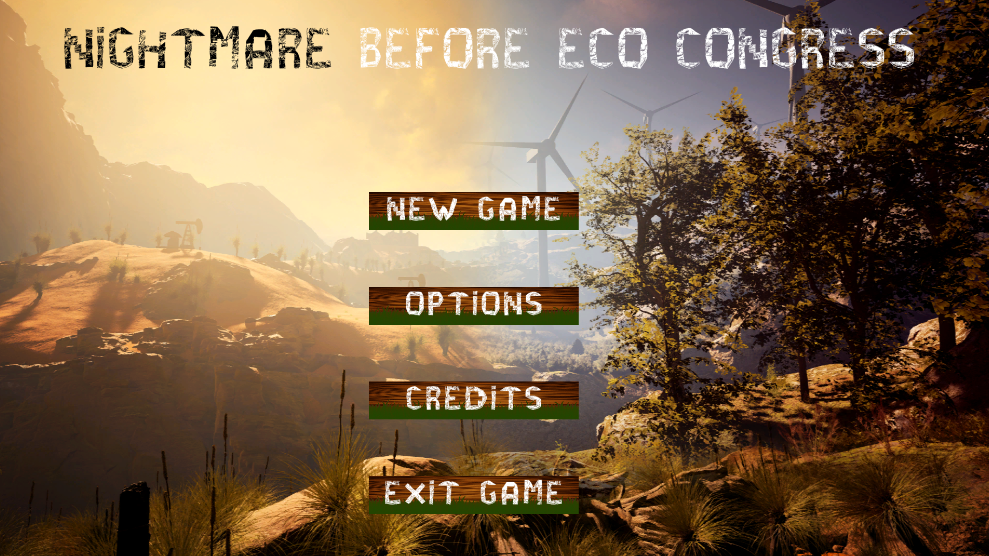 NiGHTMARE BEFORE ECO CONGRESS
NEW GAME
OPTiONS
CREDiTS
EXiT GAME